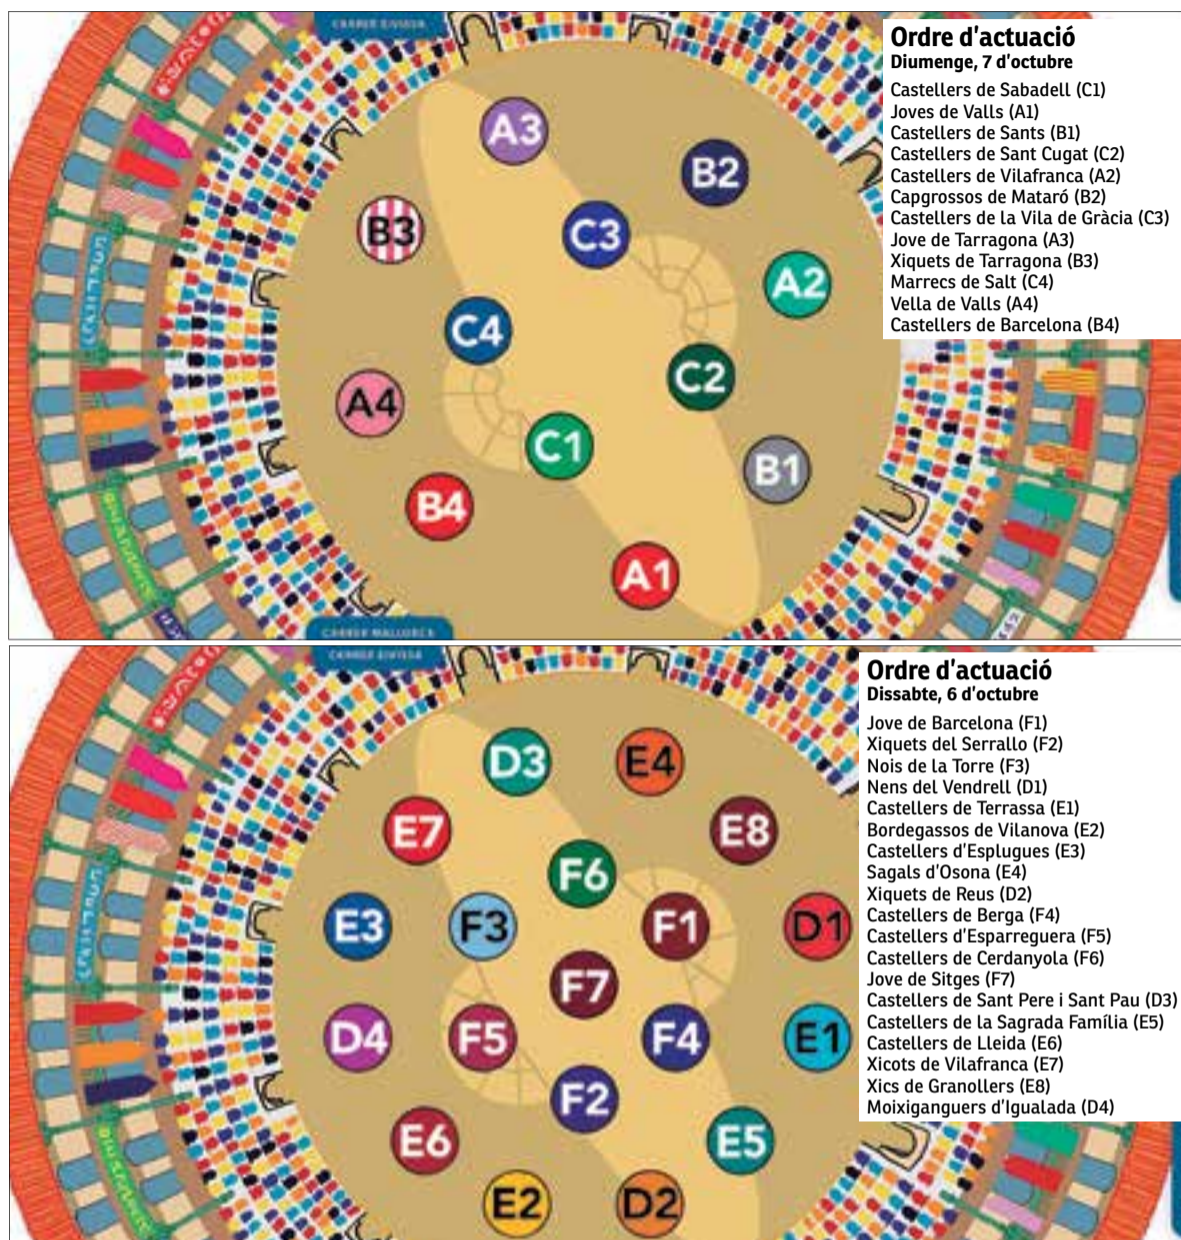 CARRER EIVISSA
Ordre d'actuació
Diumenge, 7 d'octubre
Castellers de Sabadell (C1)
Joves de Valls (A1)
Castellers de Sants (B1)
Castellers de Sant Cugat (C2)
Castellers de Vilafranca (A2)
Capgrossos de Mataró (B2)
Castellers de la Vila de Gràcia (C3)
Jove de Tarragona (A3)
Xiquets de Tarragona (B3)
Marrecs de Salt (C4)
Vella de Valls (A4)
Castellers de Barcelona (B4)
A3
B2
B3
C3
A2
C4
C2
A4
C1
B1
B4
A1
CARRER MALLORCA
CARRER EIVISSA
Ordre d'actuació
Dissabte, 6 d'octubre
Jove de Barcelona (F1)
Xiquets del Serrallo (F2)
Nois de la Torre (F3)
Nens del Vendrell (D1)
Castellers de Terrassa (E1)
Bordegassos de Vilanova (E2)
Castellers d'Esplugues (E3)
Sagals d'Osona (E4)
Xiquets de Reus (D2)
Castellers de Berga (F4)
Castellers d'Esparreguera (F5)
Castellers de Cerdanyola (F6)
Jove de Sitges (F7)
Castellers de Sant Pere i Sant Pau (D3)
Castellers de la Sagrada Família (E5)
Castellers de Lleida (E6)
Xicots de Vilafranca (E7)
Xics de Granollers (E8)
Moixiganguers d'Igualada (D4)
D3
E4
E7
E8
F6
E3
F3
F1
D1
F7
D4
F5
F4
E1
F2
E6
E5
E2
D2